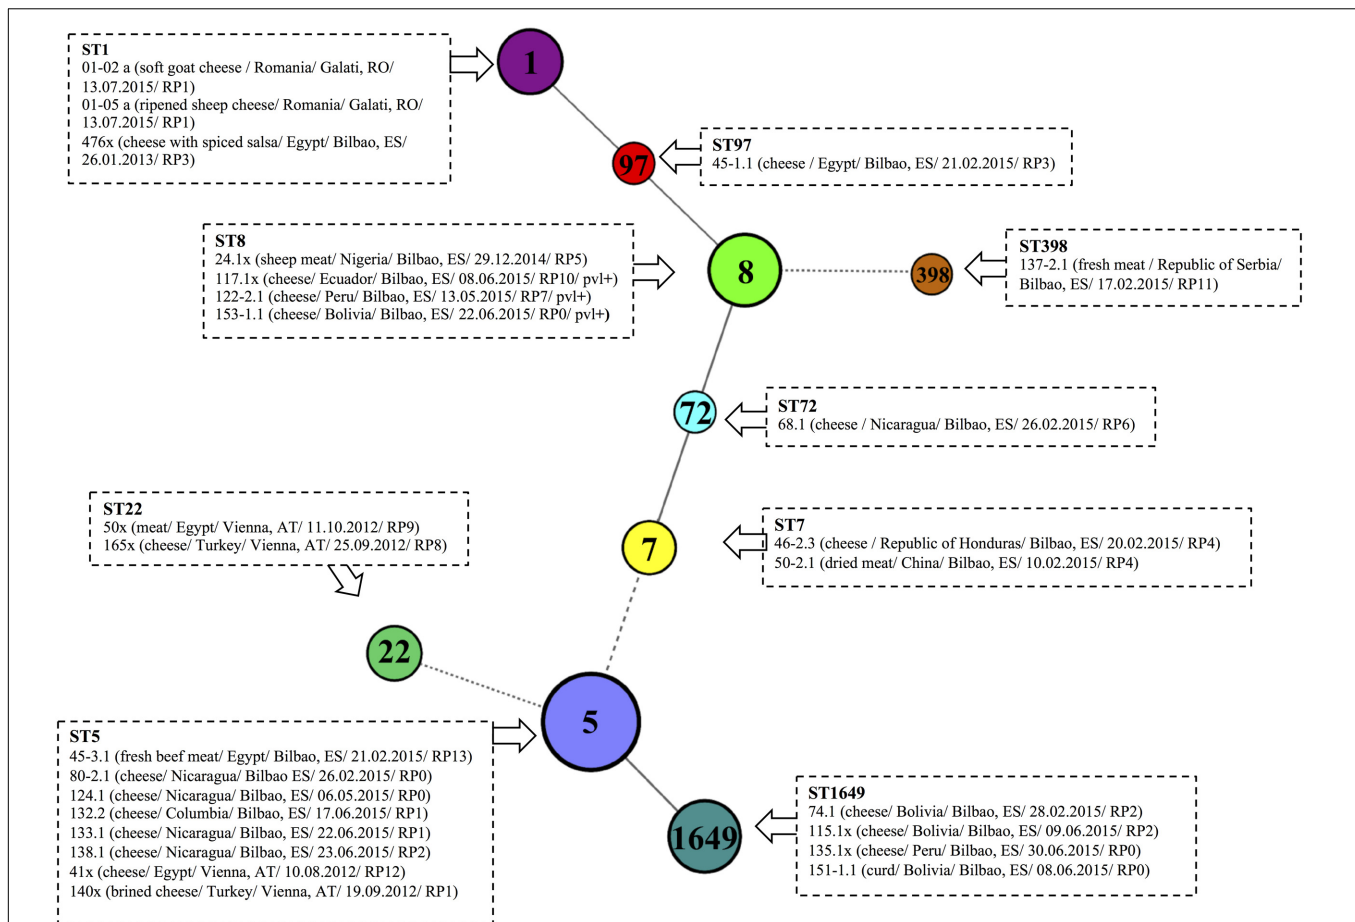 ST1
01-02 a (soft goat cheese / Romania/ Galati, RO/
13.07.2015/ RP1)
01-05 a (ripened sheep cheese/ Romania/ Galati, RO/
13.07.2015/ RP1)
476x (cheese with spiced salsa/ Egypt/ Bilbao, ES/
26.01.2013/ RP3)
1
97
ST97
45-1.1 (cheese / Egypt/ Bilbao, ES/ 21.02.2015/ RP3)
ST8
24.1x (sheep meat/ Nigeria/ Bilbao, ES/ 29.12.2014/ RP5)
117.1x (cheese/ Ecuador/ Bilbao, ES/ 08.06.2015/ RP10/ pvl+)
122-2.1 (cheese/ Peru/ Bilbao, ES/ 13.05.2015/ RP7/ pvl+)
153-1.1 (cheese/ Bolivia/ Bilbao, ES/ 22.06.2015/ RP0/ pvl+)
8
398
ST398
137-2.1 (fresh meat / Republic of Serbia/
Bilbao, ES/ 17.02.2015/ RP11)
72
ST72
68.1 (cheese / Nicaragua/ Bilbao, ES/ 26.02.2015/ RP6)
ST22
50x (meat/ Egypt/ Vienna, AT/ 11.10.2012/ RP9)
165x (cheese/ Turkey/ Vienna, AT/ 25.09.2012/ RP8)
7
ST7
46-2.3 (cheese / Republic of Honduras/ Bilbao, ES/ 20.02.2015/ RP4)
50-2.1 (dried meat/ China/ Bilbao, ES/ 10.02.2015/ RP4)
22
5
ST5
45-3.1 (fresh beef meat/ Egypt/ Bilbao, ES/ 21.02.2015/ RP13)
80-2.1 (cheese/ Nicaragua/ Bilbao ES/ 26.02.2015/ RP0)
124.1 (cheese/ Nicaragua/ Bilbao, ES/ 06.05.2015/ RP0)
132.2 (cheese/ Columbia/ Bilbao, ES/ 17.06.2015/ RP1)
133.1 (cheese/ Nicaragua/ Bilbao, ES/ 22.06.2015/ RP1)
138.1 (cheese/ Nicaragua/ Bilbao, ES/ 23.06.2015/ RP2)
41x (cheese/ Egypt/ Vienna, AT/ 10.08.2012/ RP12)
140x (brined cheese/ Turkey/ Vienna, AT/ 19.09.2012/ RP1)
1649
ST1649
74.1 (cheese/ Bolivia/ Bilbao, ES/ 28.02.2015/ RP2)
115.1x (cheese/ Bolivia/ Bilbao, ES/ 09.06.2015/ RP2)
135.1x (cheese/ Peru/ Bilbao, ES/ 30.06.2015/ RP0)
151-1.1 (curd/ Bolivia/ Bilbao, ES/ 08.06.2015/ RP0)